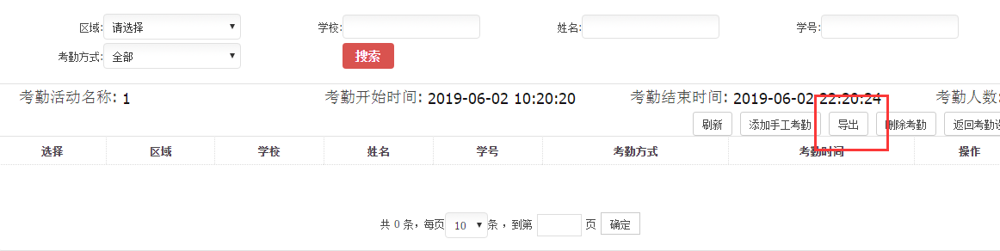 区域: 请选择 学校: 姓名: 学号:
考勤方式: 全部 搜索
考勤活动名称: 1 考勤开始时间: 2019-06-02 10:20:20 考勤结束时间: 2019-06-02 22:20:24 考勤人数:
刷新 添加手工考勤 导出 删除考勤 返回考勤
选择 区域 学校 姓名 学号 考勤方式 考勤时间 操作
共 0 条，每页 10 条，到第 页 确定